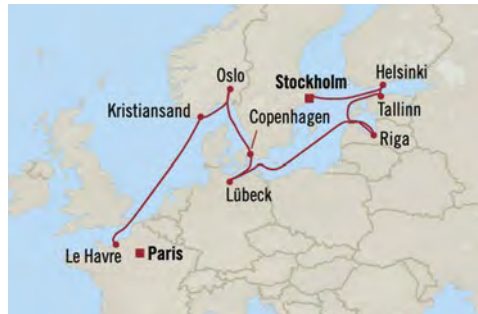 Oslo
Helsinki
Stockholm
Kristiansand
Tallinn
Copenhagen
Riga
Lübeck
Le Havre
Paris